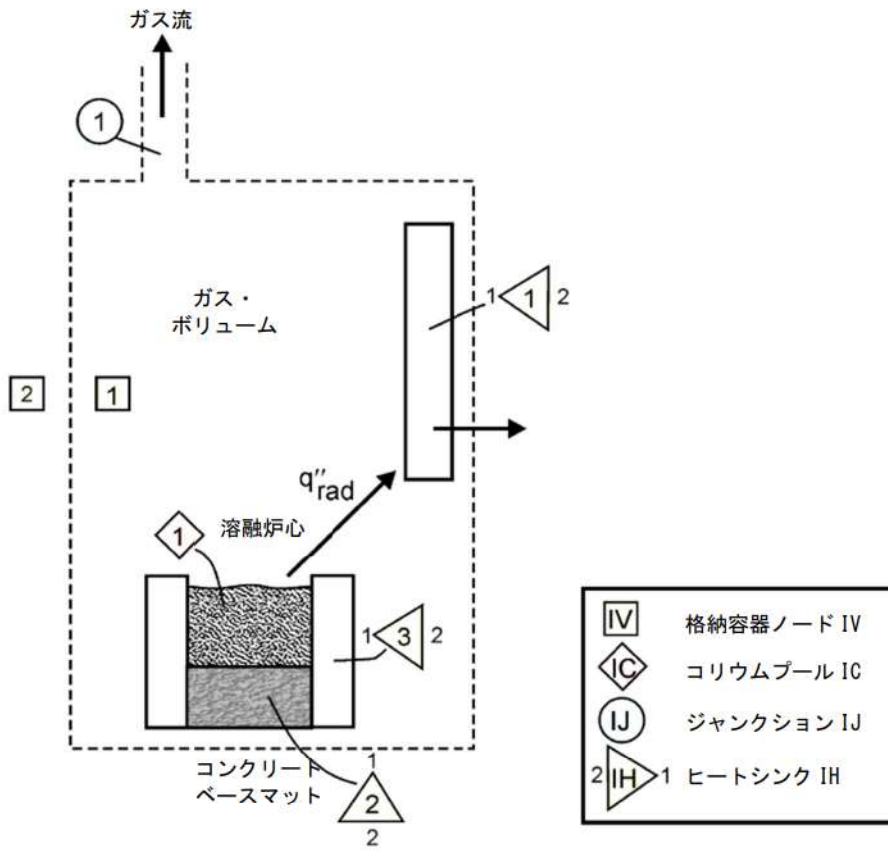 ガス流
1
ガス・
ボリューム
1 1 2
2 1
q″rad
1 溶融炉心
1 3 2
コンクリート
ベースマット
1
2
2
IV 格納容器ノード IV
IC コリウムプール IC
IJ ジャンクション IJ
2 IH 1 ヒートシンク IH